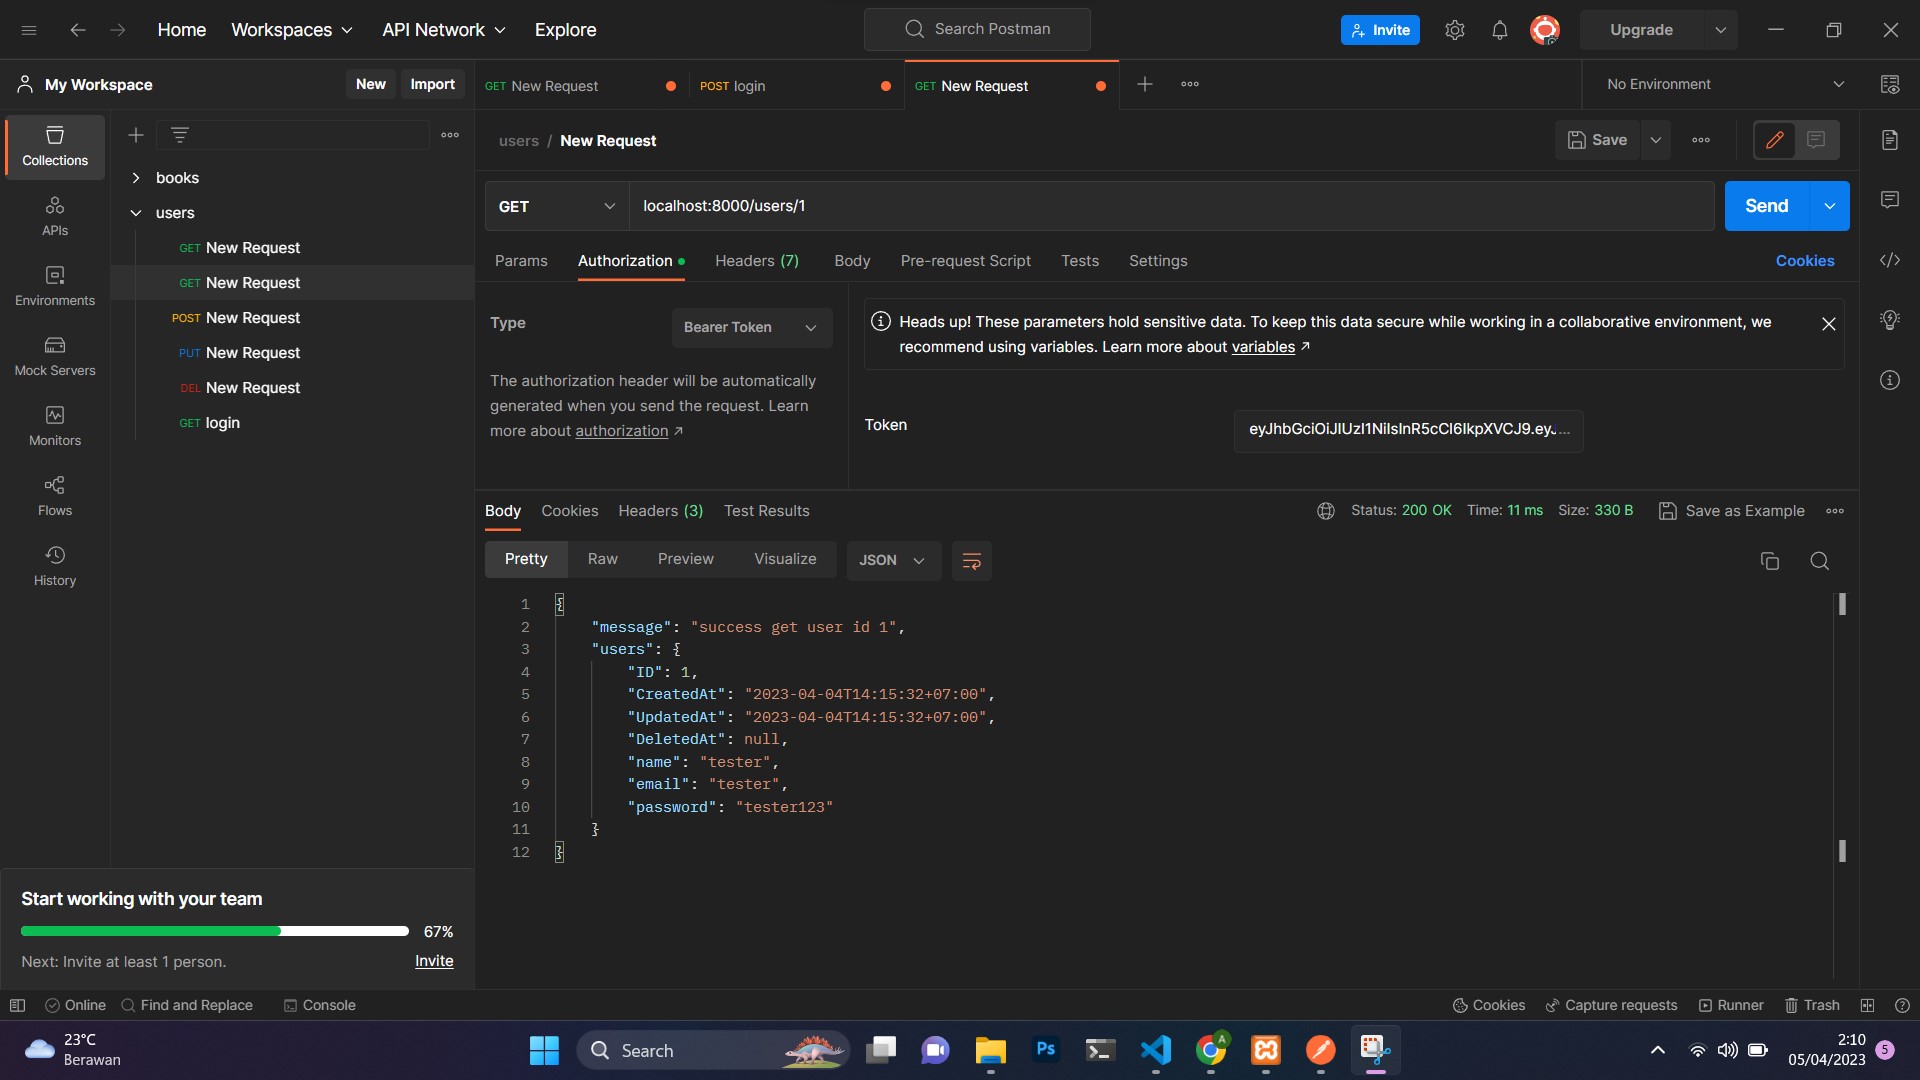 Home Workspaces API Network Explore Search Postman Invite Upgrade
My Workspace New Import GET New Request POST login GET New Request No Environment
users / New Request Save
Collections
APIs
Environments
Mock Servers
Monitors
Flows
History
books
users
GET New Request
GET New Request
POST New Request
PUT New Request
DEL New Request
GET login
GET localhost:8000/users/1 Send
Params Authorization Headers (7) Body Pre-request Script Tests Settings Cookies
Type Bearer Token
The authorization header will be automatically
generated when you send the request. Learn
more about authorization ↗
Heads up! These parameters hold sensitive data. To keep this data secure while working in a collaborative environment, we
recommend using variables. Learn more about variables ↗
Token eyJhbGciOiJIUzI1NiIsInR5cCI6IkpXVCJ9.eyJ...
Body Cookies Headers (3) Test Results Status: 200 OK Time: 11 ms Size: 330 B Save as Example
Pretty Raw Preview Visualize JSON
1 {
2 "message": "success get user id 1",
3 "users": {
4 "ID": 1,
5 "CreatedAt": "2023-04-04T14:15:32+07:00",
6 "UpdatedAt": "2023-04-04T14:15:32+07:00",
7 "DeletedAt": null,
8 "name": "tester",
9 "email": "tester",
10 "password": "tester123"
11 }
12 }
Start working with your team
67%
Next: Invite at least 1 person. Invite
Online Find and Replace Console Cookies Capture requests Runner Trash
23°C
Berawan
Search
Ps
A
2:10
05/04/2023
5